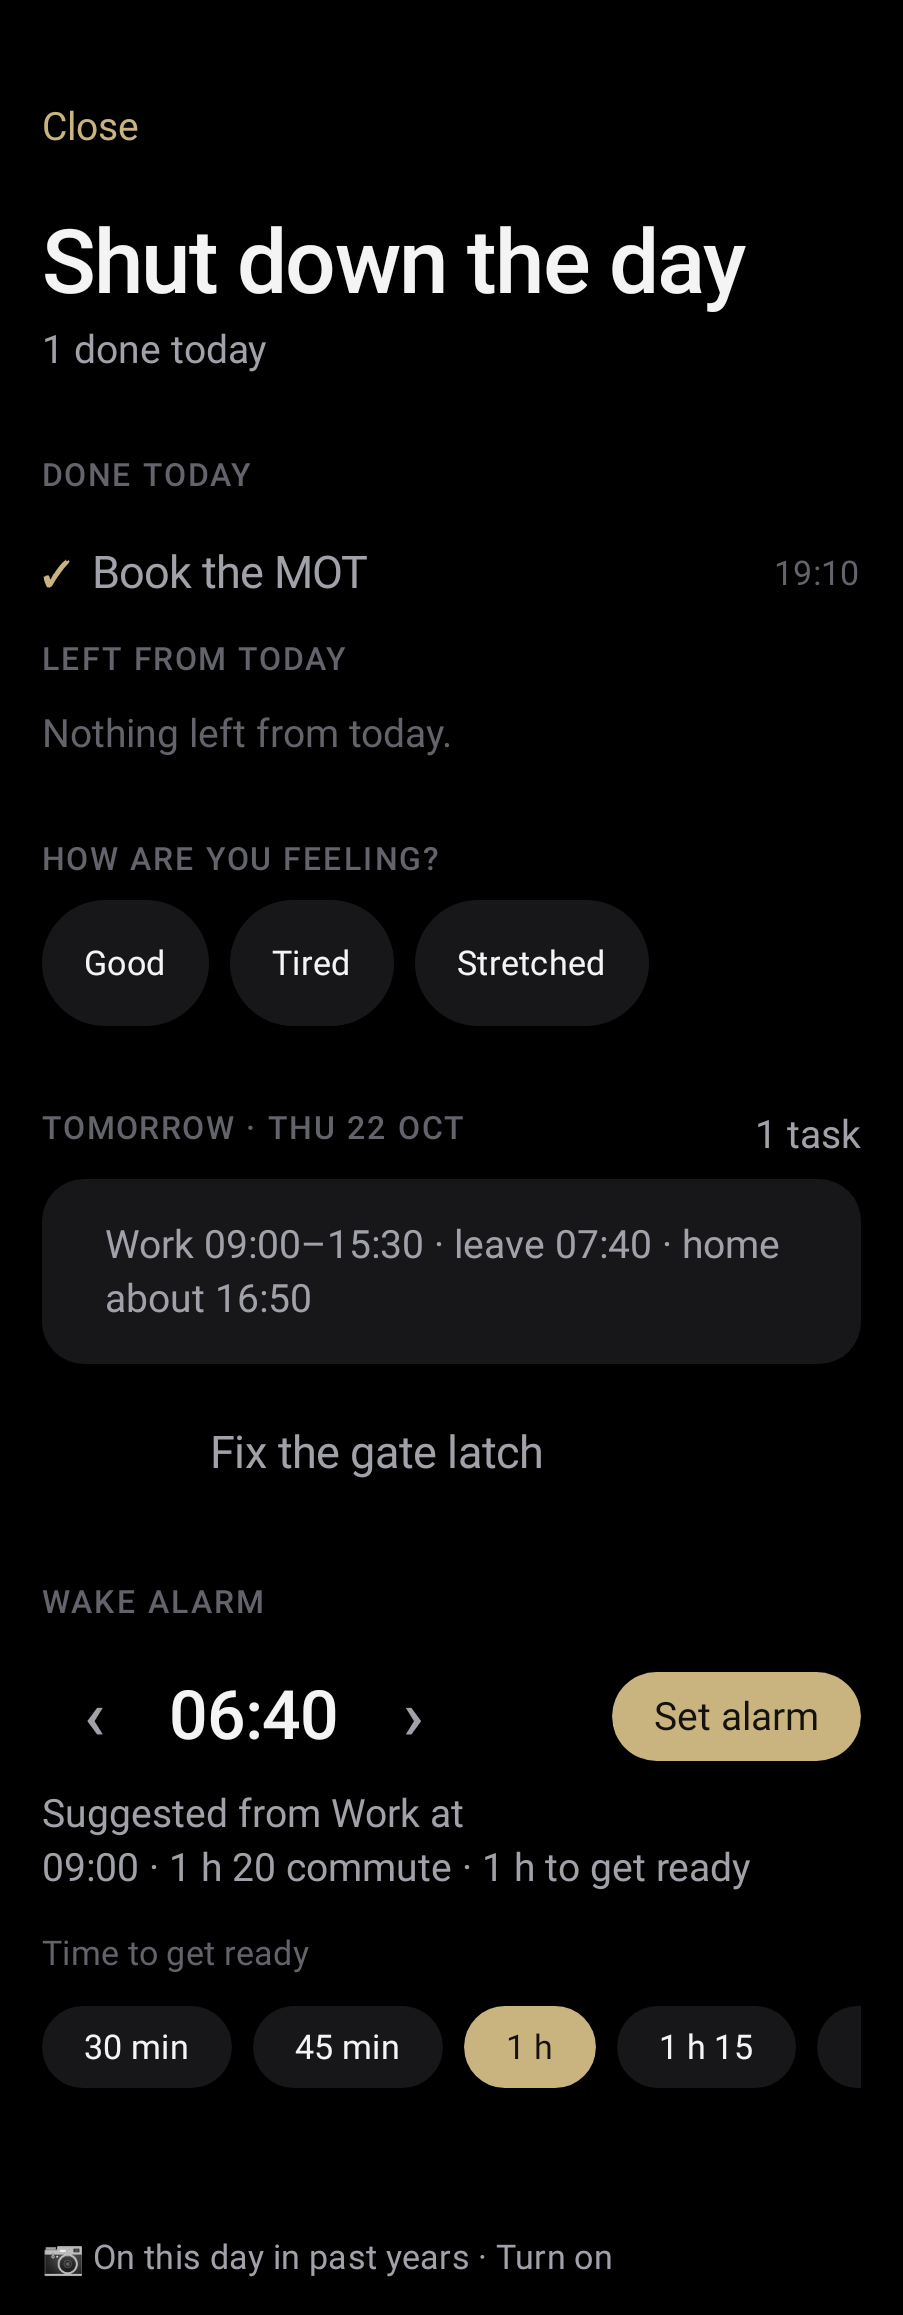 Close
Shut down the day
1 done today
DONE TODAY
✓ Book the MOT 19:10
LEFT FROM TODAY
Nothing left from today.
HOW ARE YOU FEELING?
Good Tired Stretched
TOMORROW · THU 22 OCT 1 task
Work 09:00–15:30 · leave 07:40 · home
about 16:50
Fix the gate latch
WAKE ALARM
‹ 06:40 › Set alarm
Suggested from Work at
09:00 · 1 h 20 commute · 1 h to get ready
Time to get ready
30 min 45 min 1 h 1 h 15
📷 On this day in past years · Turn on